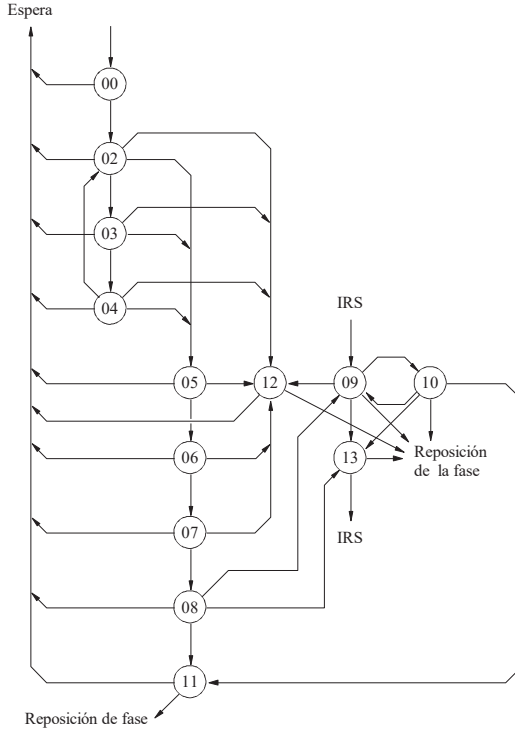 Espera
00
02
03
04
IRS
05
12
09
10
06
13
Reposición
de la fase
07
IRS
08
11
Reposición de fase